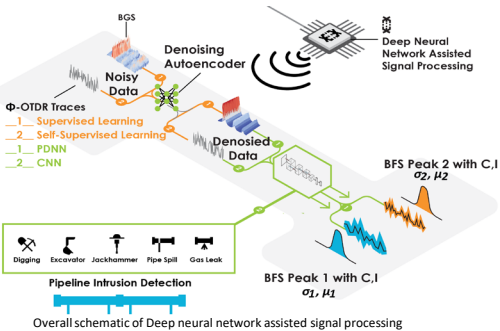 BGS
Denoising
Autoencoder
Noisy
Data
Deep Neural
Network Assisted
Signal Processing
Φ-OTDR Traces
__1__ Supervised Learning
__2__ Self-Supervised Learning
__1__ PDNN
__2__ CNN
Denosied
Data
BFS Peak 2 with C,I
σ2, μ2
Digging Excavator Jackhammer Pipe Spill Gas Leak
Pipeline Intrusion Detection
BFS Peak 1 with C,I
σ1, μ1
Overall schematic of Deep neural network assisted signal processing